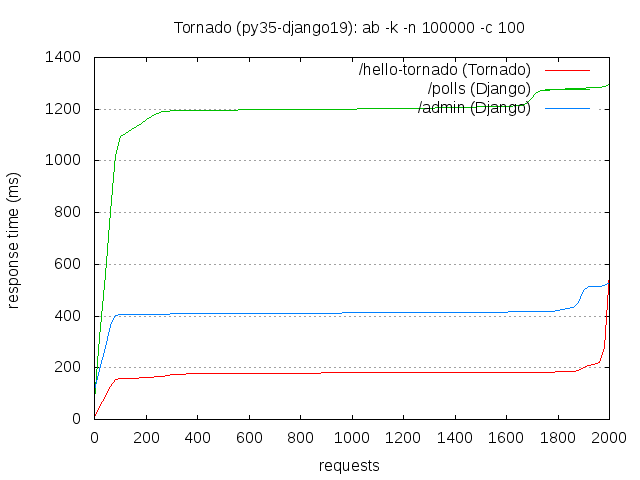 Tornado (py35-django19): ab -k -n 100000 -c 100
1400
1200
1000
800
600
400
200
0
response time (ms)
/hello-tornado (Tornado)
/polls (Django)
/admin (Django)
0 200 400 600 800 1000 1200 1400 1600 1800 2000
requests